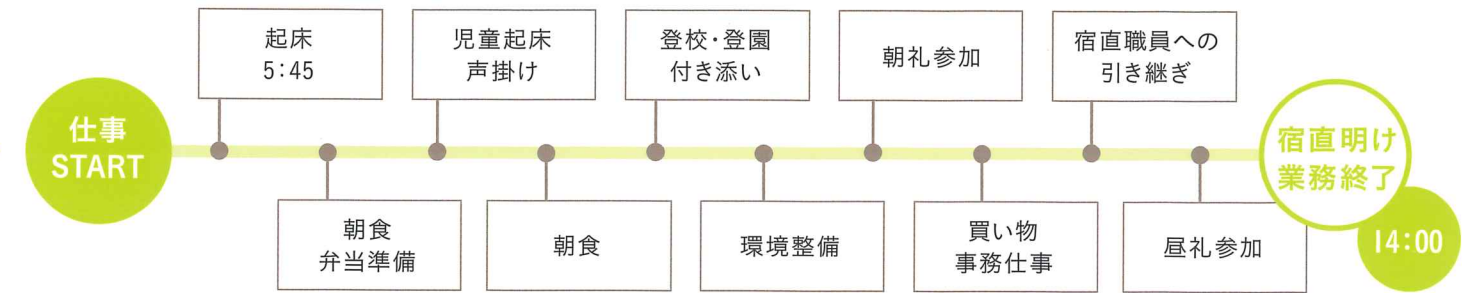 仕事
START
起床
5:45
朝食
弁当準備
児童起床
声掛け
朝食
登校・登園
付き添い
環境整備
朝礼参加
買い物
事務仕事
宿直職員への
引き継ぎ
昼礼参加
宿直明け
業務終了
14:00